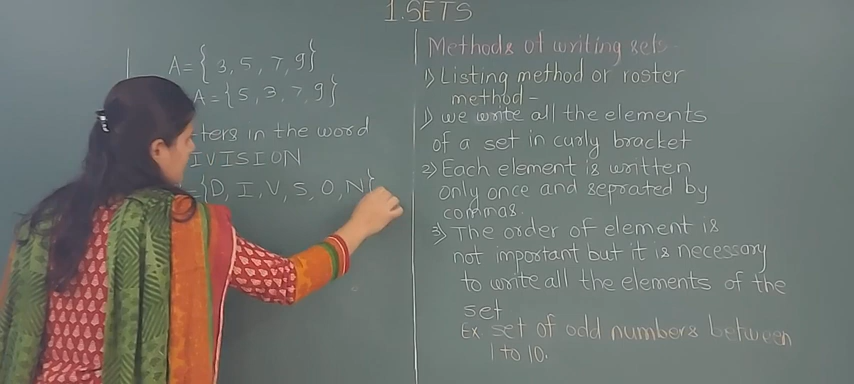 1.SETS
A={3,5,7,9}
A={5,3,7,9}
in the word
IVISION
{D, I, V, S, O, N}
Methods of writing sets-
1) Listing method or roster
method-
1) we write all the elements
of a set in curly bracket
2) Each element is written
only once and seprated by
commas.
3) The order of element is
not important but it is necessary
to write all the elements of the
set
Ex set of odd numbers between
1 to 10.